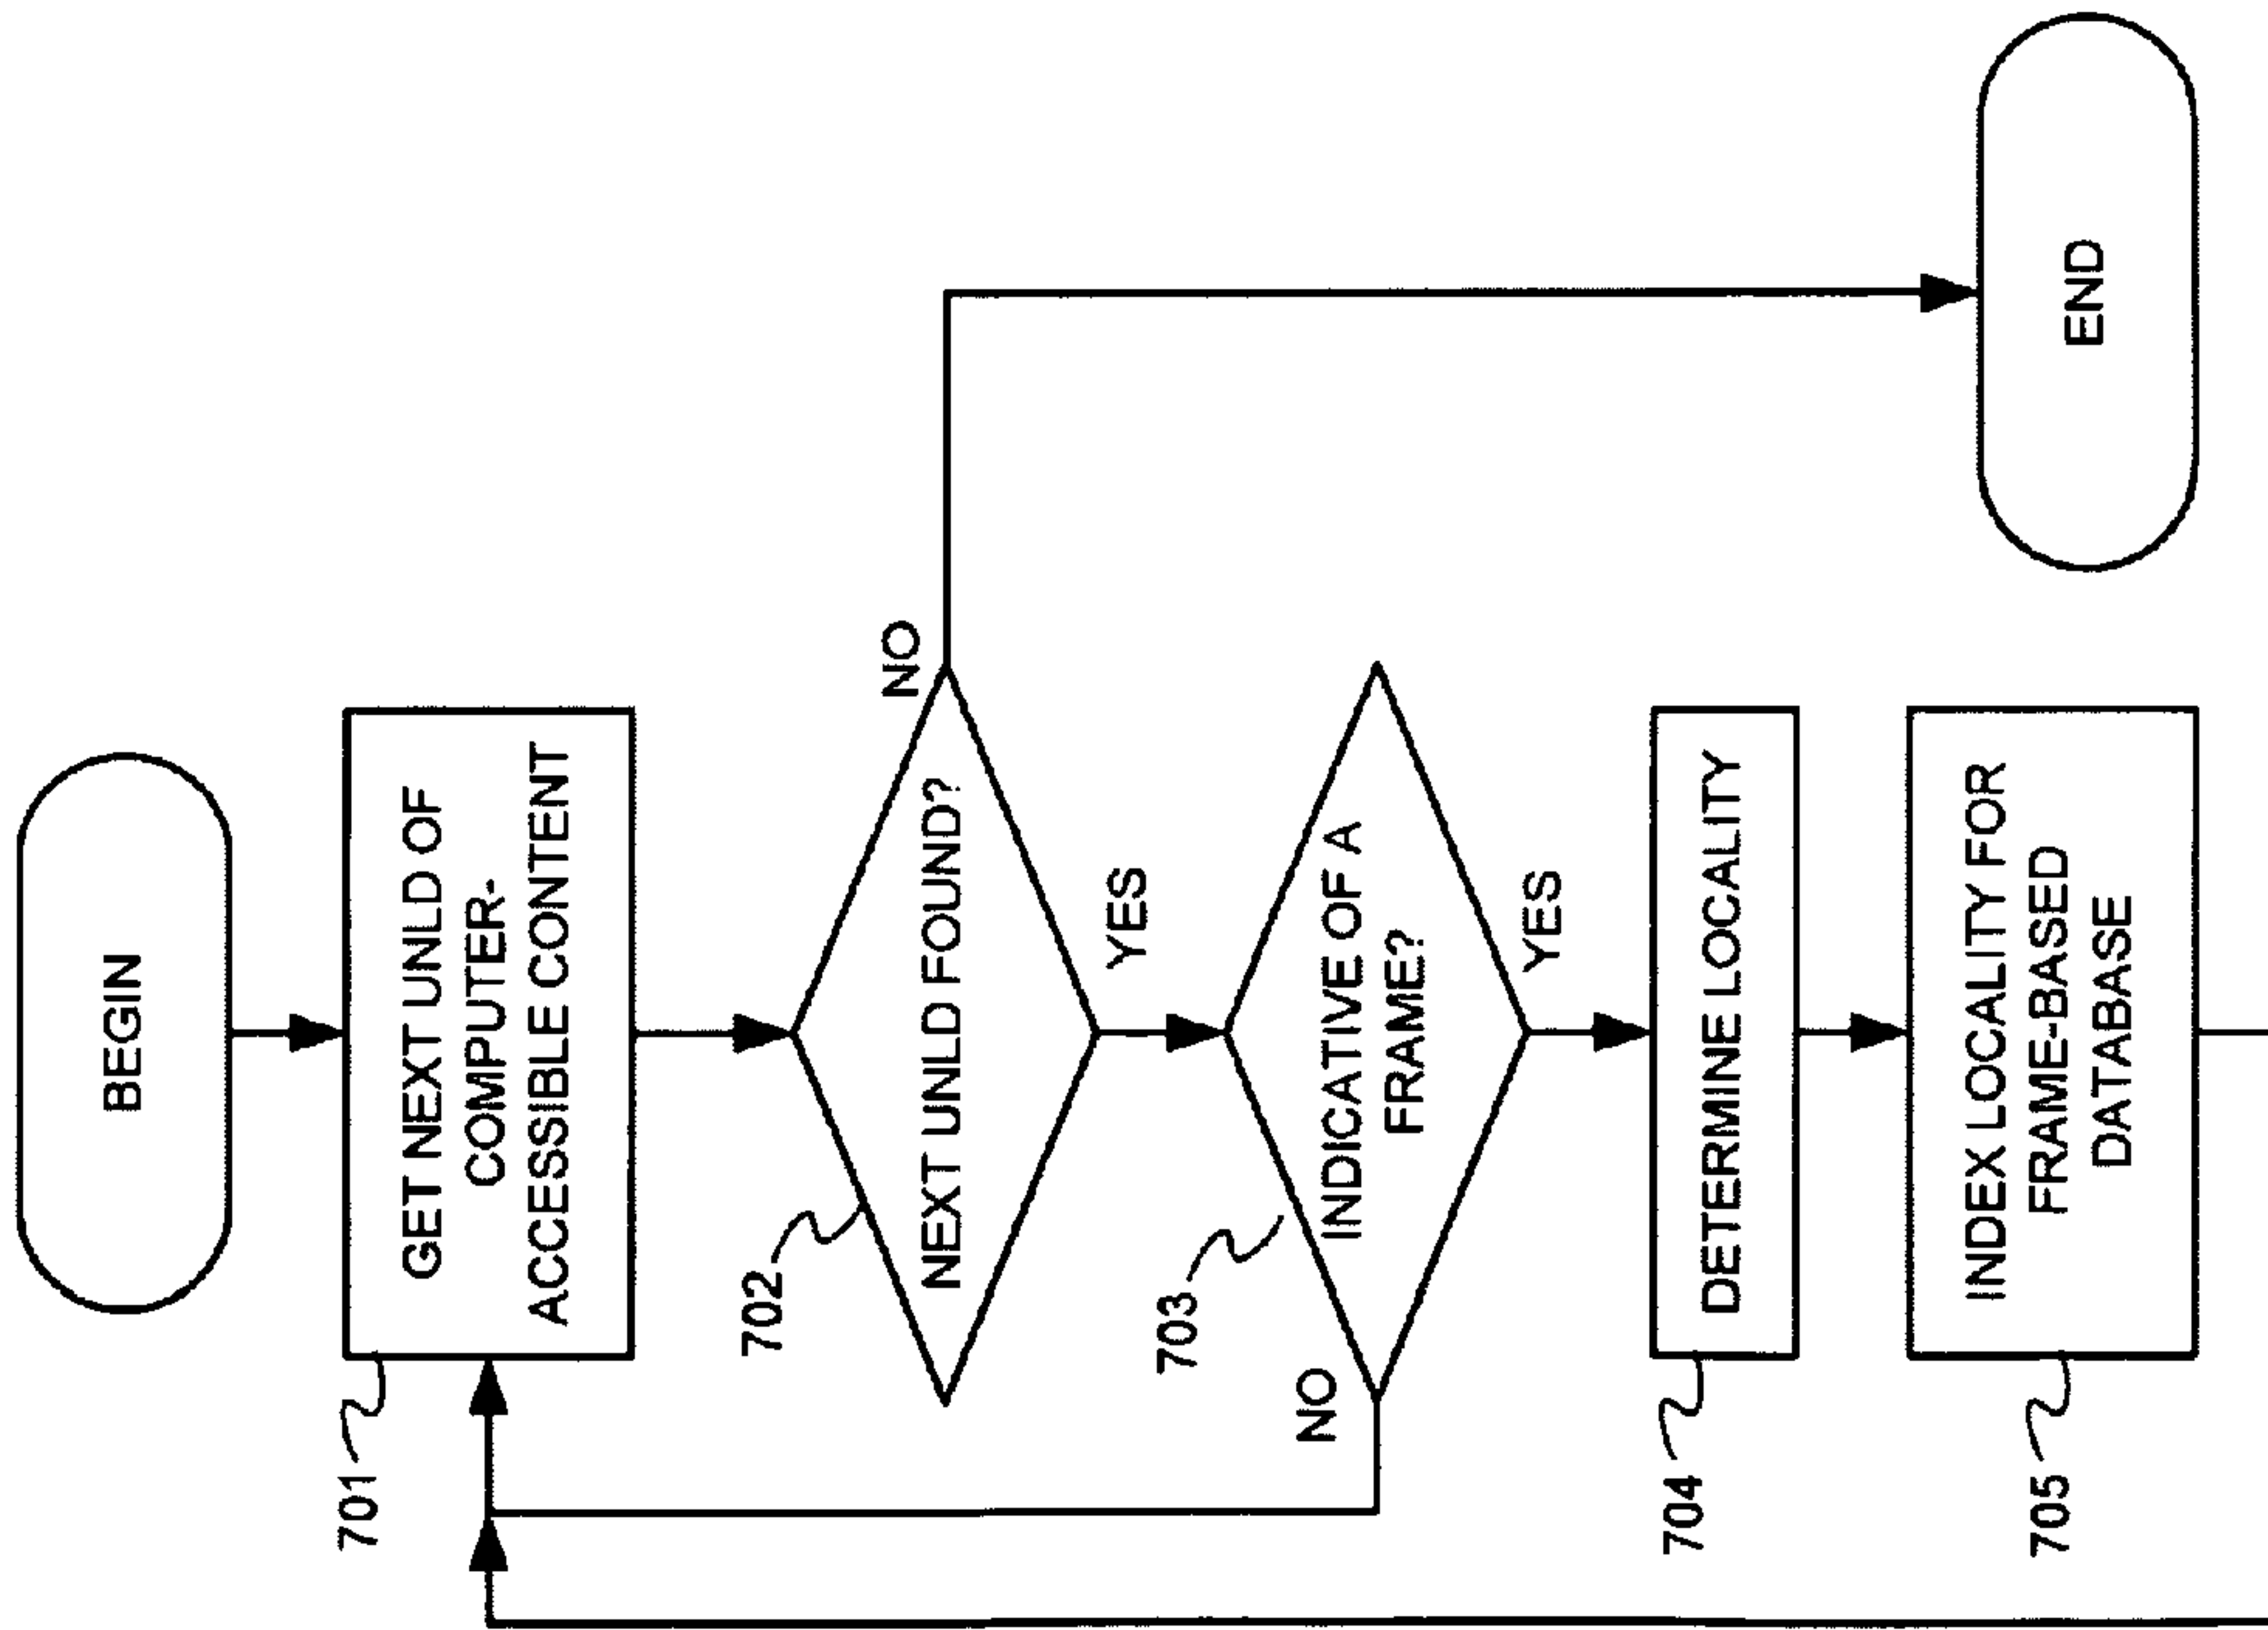 BEGIN
701
GET NEXT UNLD OF
COMPUTER-
ACCESSIBLE CONTENT
702
NEXT UNLD FOUND?
NO
YES
703
INDICATIVE OF A
FRAME?
NO
YES
704
DETERMINE LOCALITY
705
INDEX LOCALITY FOR
FRAME-BASED
DATABASE
END